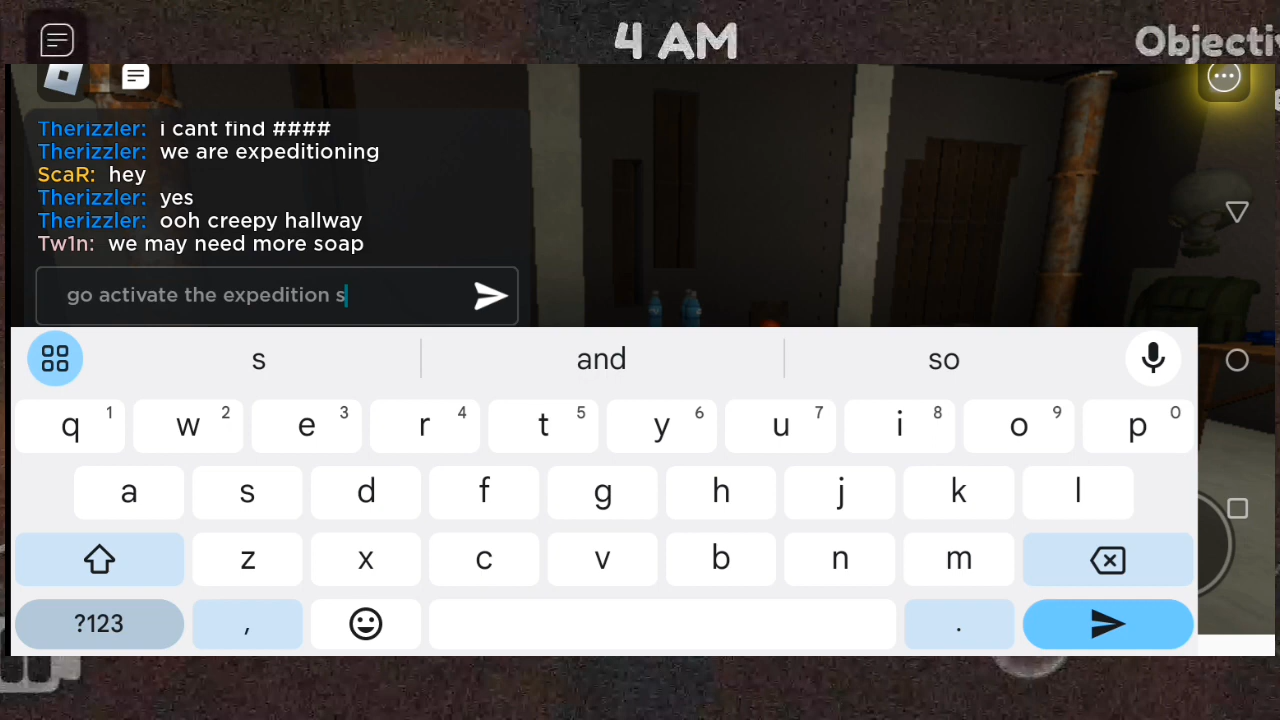 4 AM
Objecti
Therizzler: i cant find ####
Therizzler: we are expeditioning
ScaR: hey
Therizzler: yes
Therizzler: ooh creepy hallway
Tw1n: we may need more soap
go activate the expedition s
s and so
q 1 w 2 e 3 r 4 t 5 y 6 u 7 i 8 o 9 p 0
a s d f g h j k l
z x c v b n m
?123 , .